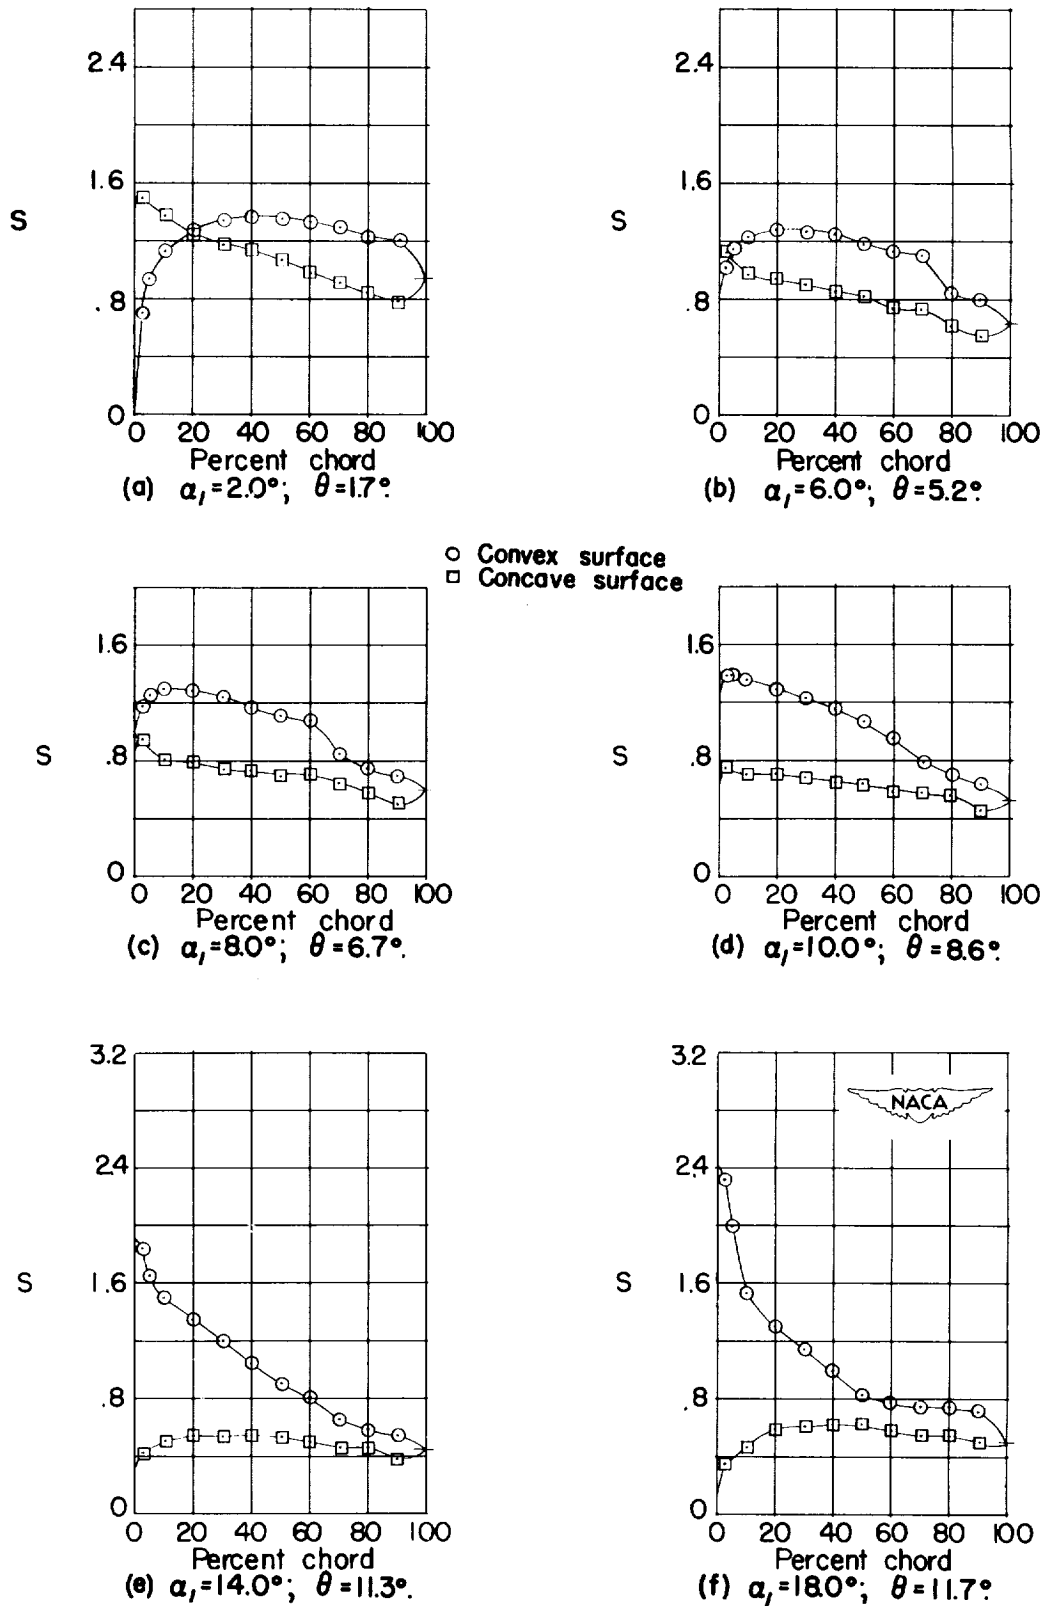 2.4
1.6
S
.8
0
0 20 40 60 80 100
Percent chord
(a) α₁=2.0°; θ=1.7°.
2.4
1.6
S
.8
0
0 20 40 60 80 100
Percent chord
(b) α₁=6.0°; θ=5.2°.
Convex surface
Concave surface
1.6
S
.8
0
0 20 40 60 80 100
Percent chord
(c) α₁=8.0°; θ=6.7°.
1.6
S
.8
0
0 20 40 60 80 100
Percent chord
(d) α₁=10.0°; θ=8.6°.
3.2
2.4
S
1.6
.8
0
0 20 40 60 80 100
Percent chord
(e) α₁=14.0°; θ=11.3°.
3.2
NACA
2.4
S
1.6
.8
0
0 20 40 60 80 100
Percent chord
(f) α₁=18.0°; θ=11.7°.